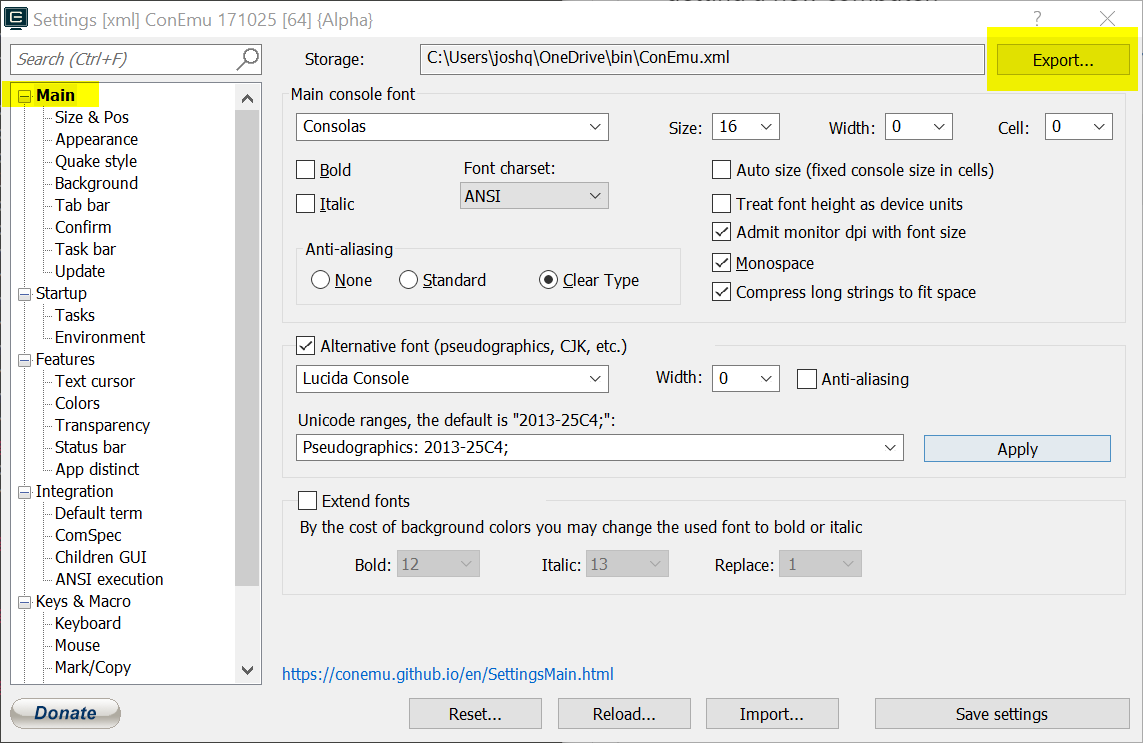 Settings [xml] ConEmu 171025 [64] {Alpha}
?
Search (Ctrl+F)
Storage:
C:\Users\joshq\OneDrive\bin\ConEmu.xml
Export...
Main
Size & Pos
Appearance
Quake style
Background
Tab bar
Confirm
Task bar
Update
Startup
Tasks
Environment
Features
Text cursor
Colors
Transparency
Status bar
App distinct
Integration
Default term
ComSpec
Children GUI
ANSI execution
Keys & Macro
Keyboard
Mouse
Mark/Copy
Main console font
Consolas
Size: 16
Width: 0
Cell: 0
Bold
Font charset:
Auto size (fixed console size in cells)
Italic
ANSI
Treat font height as device units
Admit monitor dpi with font size
Anti-aliasing
Monospace
None
Standard
Clear Type
Compress long strings to fit space
Alternative font (pseudographics, CJK, etc.)
Lucida Console
Width: 0
Anti-aliasing
Unicode ranges, the default is "2013-25C4;":
Pseudographics: 2013-25C4;
Apply
Extend fonts
By the cost of background colors you may change the used font to bold or italic
Bold: 12
Italic: 13
Replace: 1
https://conemu.github.io/en/SettingsMain.html
Donate
Reset...
Reload...
Import...
Save settings